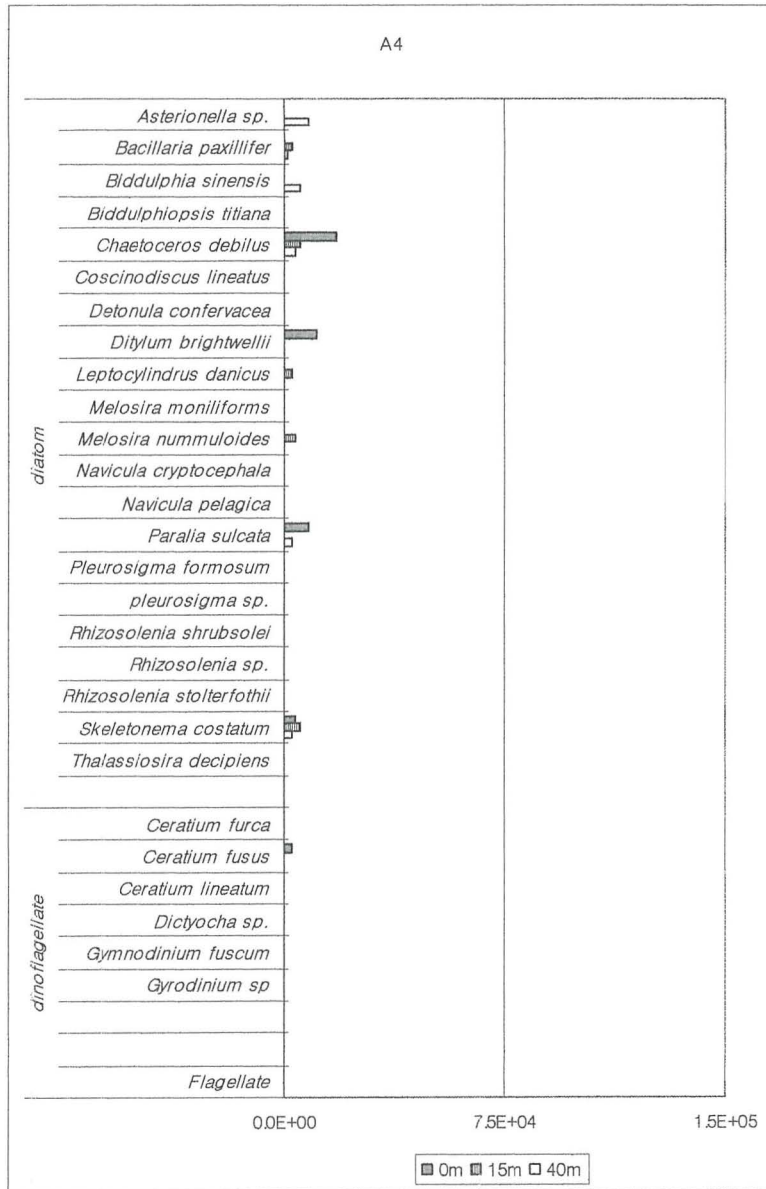 A4
diatom
Asterionella sp.
Bacillaria paxillifer
Biddulphia sinensis
Biddulphiopsis titiana
Chaetoceros debilus
Coscinodiscus lineatus
Detonula confervacea
Ditylum brightwellii
Leptocylindrus danicus
Melosira moniliforms
Melosira nummuloides
Navicula cryptocephala
Navicula pelagica
Paralia sulcata
Pleurosigma formosum
pleurosigma sp.
Rhizosolenia shrubsolei
Rhizosolenia sp.
Rhizosolenia stolterfothii
Skeletonema costatum
Thalassiosira decipiens
dinoflagellate
Ceratium furca
Ceratium fusus
Ceratium lineatum
Dictyocha sp.
Gymnodinium fuscum
Gyrodinium sp
Flagellate
0.0E+00 7.5E+04 1.5E+05
0m 15m 40m